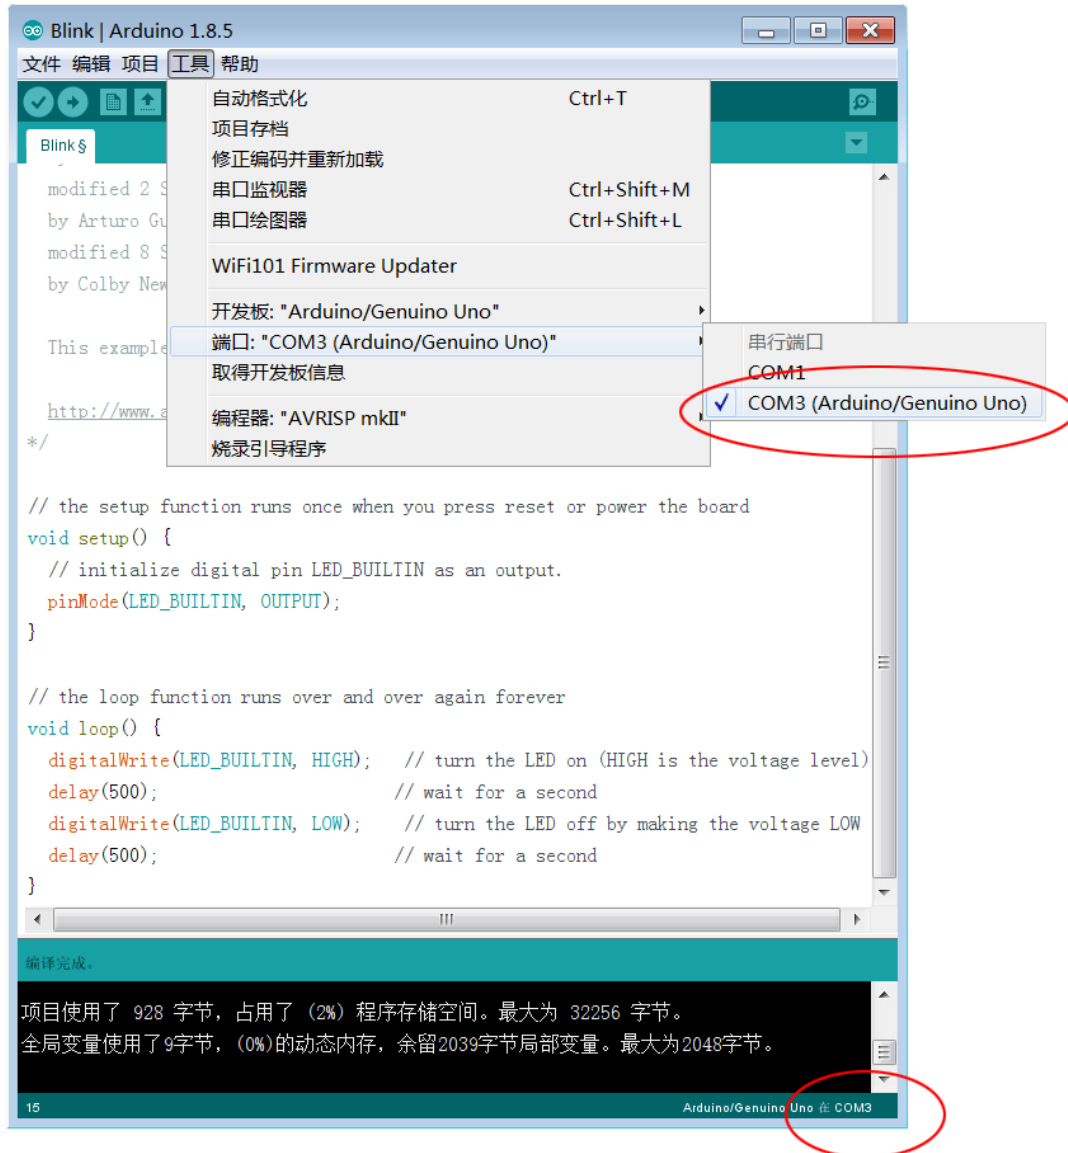 Blink | Arduino 1.8.5
文件 编辑 项目 工具 帮助
自动格式化 Ctrl+T
项目存档
修正编码并重新加载
串口监视器 Ctrl+Shift+M
串口绘图器 Ctrl+Shift+L
WiFi101 Firmware Updater
开发板: "Arduino/Genuino Uno"
端口: "COM3 (Arduino/Genuino Uno)"
取得开发板信息
编程器: "AVRISP mkII"
烧录引导程序
串行端口
COM1
COM3 (Arduino/Genuino Uno)
Blink §
modified 2 S
by Arturo Gu
modified 8 S
by Colby New
This example
http://www.a
*/
// the setup function runs once when you press reset or power the board
void setup() {
// initialize digital pin LED_BUILTIN as an output.
pinMode(LED_BUILTIN, OUTPUT);
}
// the loop function runs over and over again forever
void loop() {
digitalWrite(LED_BUILTIN, HIGH); // turn the LED on (HIGH is the voltage level)
delay(500); // wait for a second
digitalWrite(LED_BUILTIN, LOW); // turn the LED off by making the voltage LOW
delay(500); // wait for a second
}
编译完成。
项目使用了 928 字节，占用了 (2%) 程序存储空间。最大为 32256 字节。
全局变量使用了9字节，(0%)的动态内存，余留2039字节局部变量。最大为2048字节。
15 Arduino/Genuino Uno 在 COM3